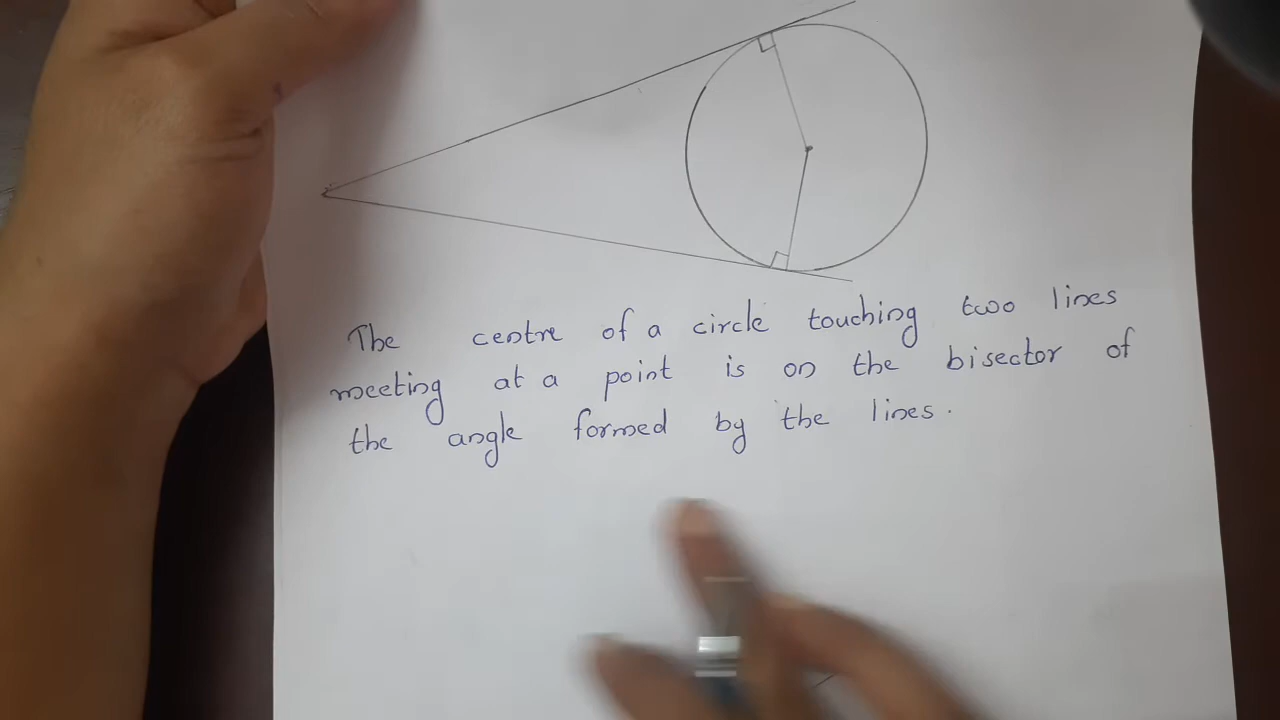 The centre of a circle touching two lines
meeting at a point is on the bisector of
the angle formed by the lines.